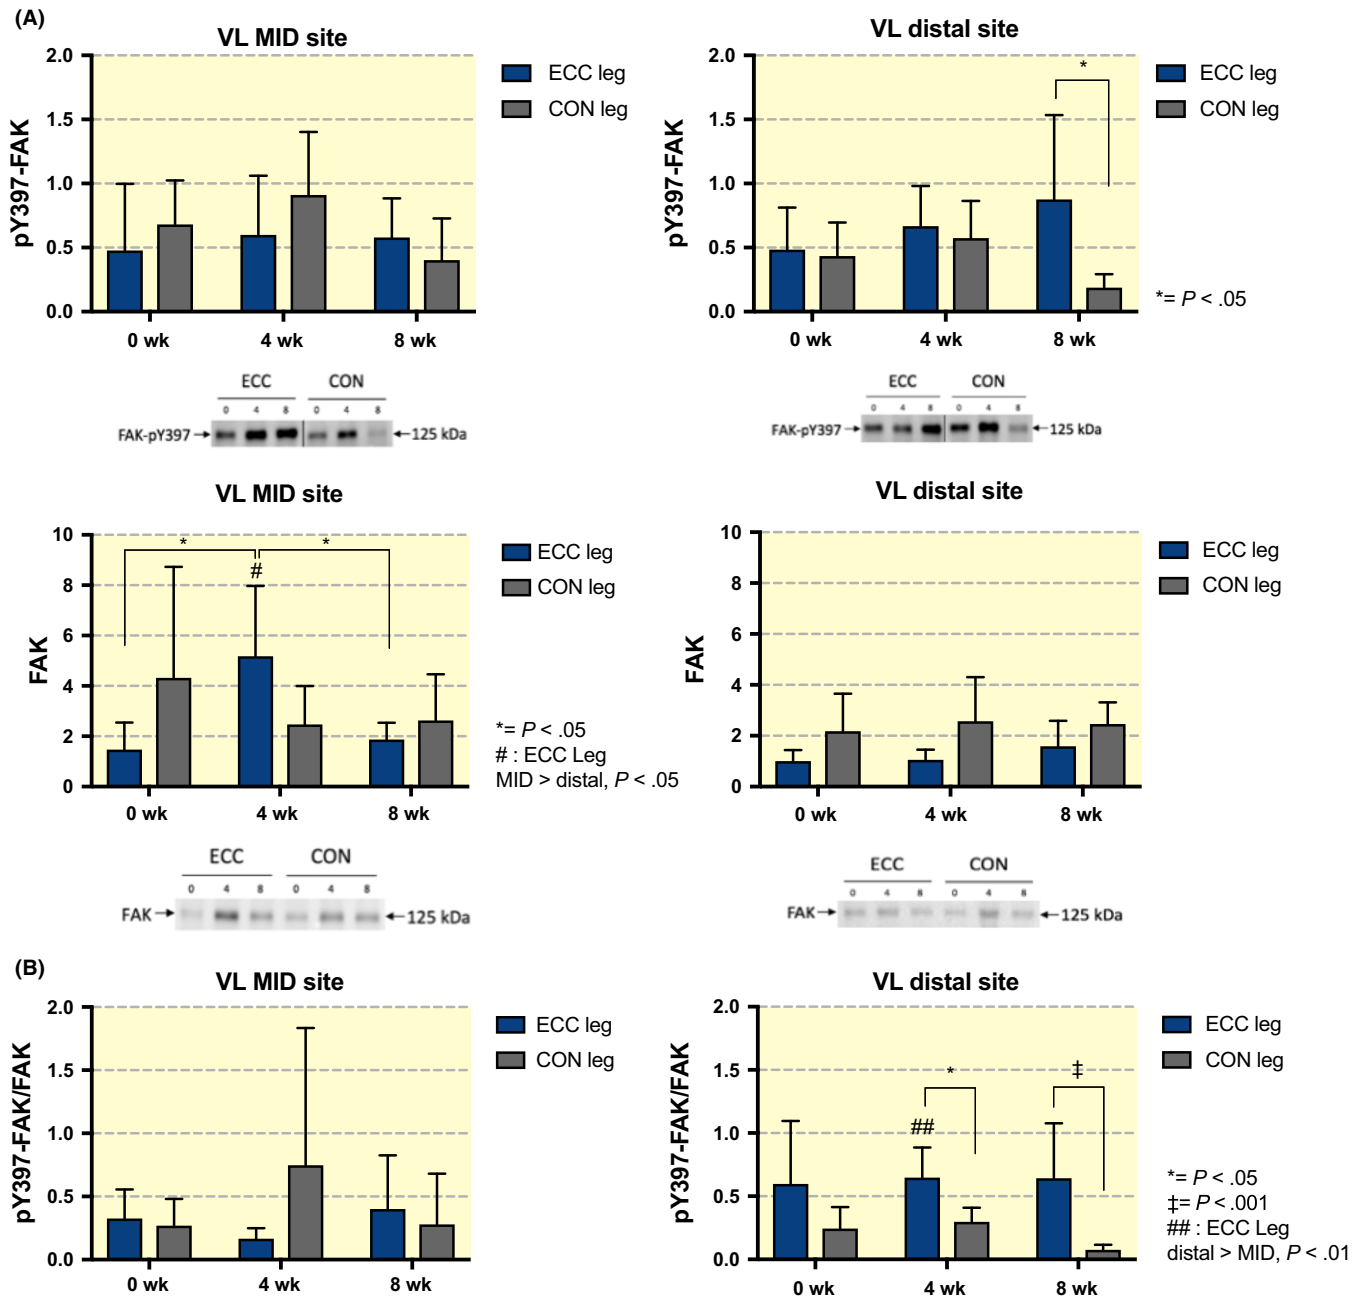 (A)
VL MID site
pY397-FAK
2.0
1.5
1.0
0.5
0.0
0 wk
4 wk
8 wk
ECC leg
CON leg
VL distal site
pY397-FAK
2.0
1.5
1.0
0.5
0.0
*
0 wk
4 wk
8 wk
ECC leg
CON leg
*= P < .05
ECC CON
0 4 8 0 4 8
FAK-pY397 125 kDa
ECC CON
0 4 8 0 4 8
FAK-pY397 125 kDa
VL MID site
FAK
10
8
6
4
2
0
* *
#
0 wk
4 wk
8 wk
ECC leg
CON leg
*= P < .05
# : ECC Leg
MID > distal, P < .05
VL distal site
FAK
10
8
6
4
2
0
0 wk
4 wk
8 wk
ECC leg
CON leg
ECC CON
0 4 8 0 4 8
FAK 125 kDa
ECC CON
0 4 8 0 4 8
FAK 125 kDa
(B)
VL MID site
pY397-FAK/FAK
2.0
1.5
1.0
0.5
0.0
0 wk
4 wk
8 wk
ECC leg
CON leg
VL distal site
pY397-FAK/FAK
2.0
1.5
1.0
0.5
0.0
* ‡
##
0 wk
4 wk
8 wk
ECC leg
CON leg
*= P < .05
‡= P < .001
## : ECC Leg
distal > MID, P < .01